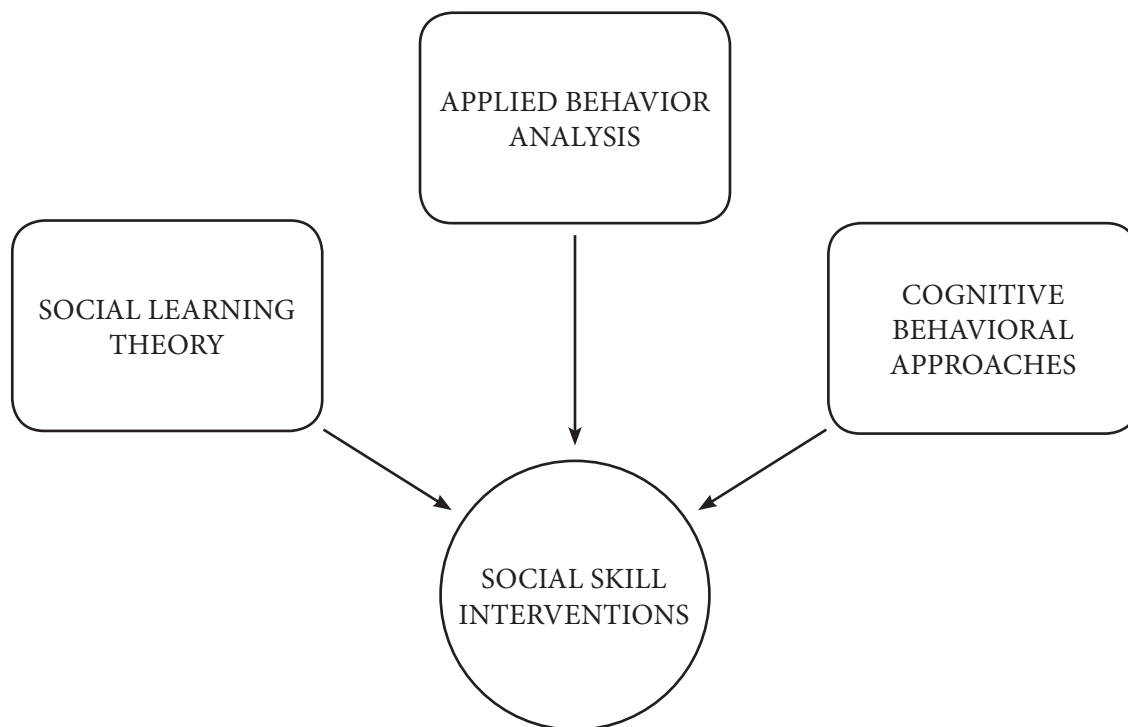 APPLIED BEHAVIOR
ANALYSIS
SOCIAL LEARNING
THEORY
COGNITIVE
BEHAVIORAL
APPROACHES
SOCIAL SKILL
INTERVENTIONS